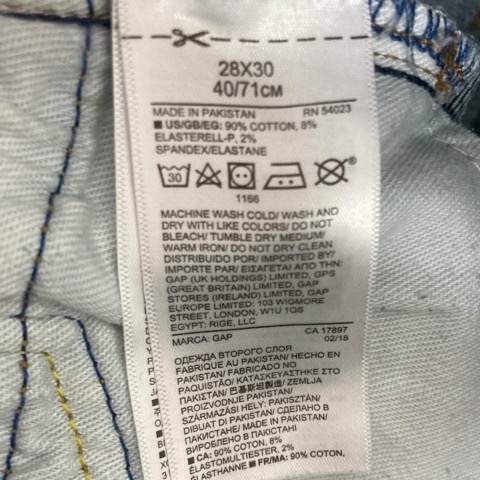 28X30
40/71CM
MADE IN PAKISTAN RN 54023
■ US/GB/EG: 90% COTTON, 8%
ELASTERELL-P, 2%
SPANDEX/ELASTANE
30
®
1166
MACHINE WASH COLD/ WASH AND
DRY WITH LIKE COLORS/ DO NOT
BLEACH/ TUMBLE DRY MEDIUM/
WARM IRON/ DO NOT DRY CLEAN
DISTRIBUIDO POR/ IMPORTED BY/
IMPORTE PAR/ ΕΙΣΑΓΕΤΑΙ ΑΠΟ ΤΗΝ:
GAP (UK HOLDINGS) LIMITED, GPS
(GREAT BRITAIN) LIMITED, GAP
STORES (IRELAND) LIMITED, GAP
EUROPE LIMITED: 103 WIGMORE
STREET, LONDON, W1U 1QS
EGYPT: RIGE, LLC
MARCA: GAP CA 17897
02/18
ОДЕЖДА ВТОРОГО СЛОЯ
FABRIQUE AU PAKISTAN/ HECHO EN
PAKISTAN/ FABRICADO NO
PAQUISTÃO/ ΚΑΤΑΣΚΕΥΑΣΤΗΚΕ ΣΤΟ
ΠΑΚΙΣΤΑΝ/ 巴基斯坦製造/ ZEMLJA
PROIZVODNJE PAKISTAN/
SZÁRMAZÁSI HELY: PAKISZTÁN/
DIBUAT DI PAKISTAN/ СДЕЛАНО В
ПАКИСТАНЕ/ MARE IN PAKISTAN/
ВИРОБЛЕНО В ПАКІСТАНІ
■ CA: 90% COTTON, 8%
ÉLASTOMULTIESTER, 2%
ÉLASTHANNE ■ FR/MA: 90% COTON,